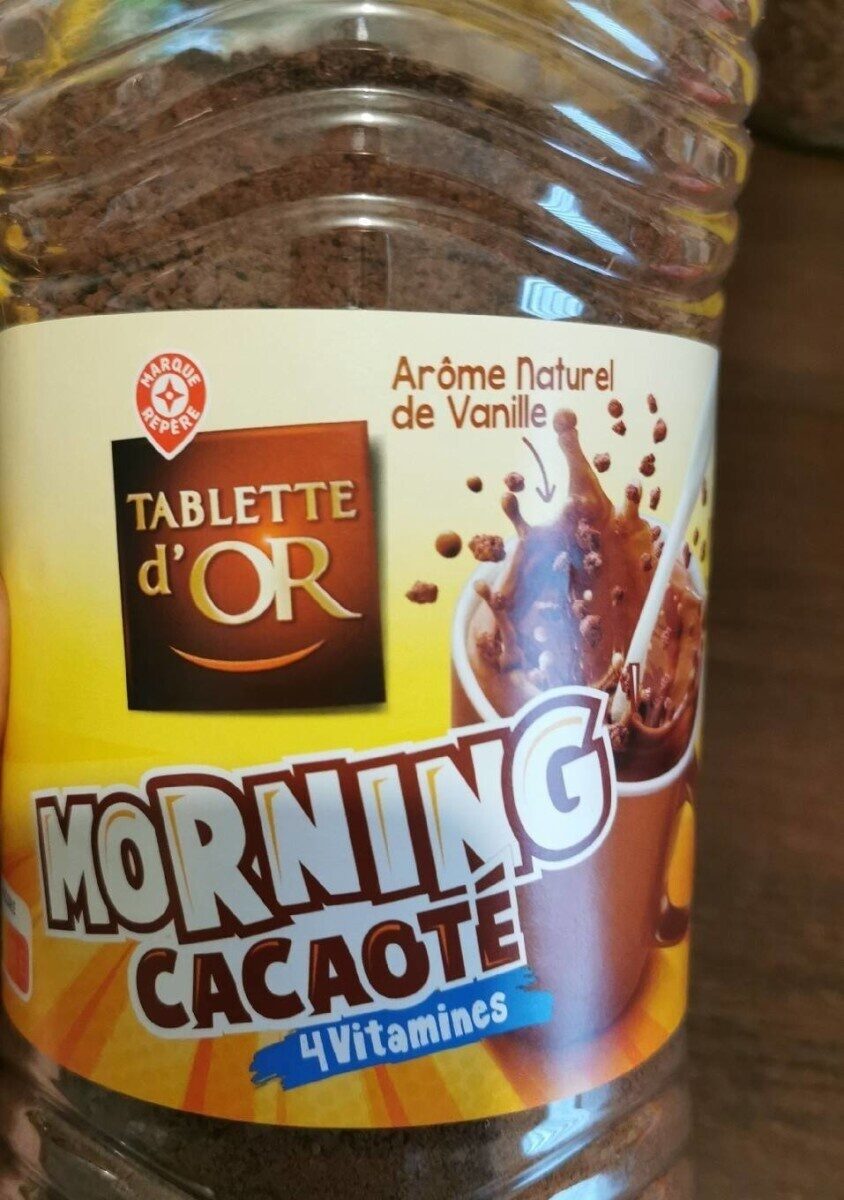 MARQUE
REPÈRE
Arôme Naturel
de Vanille
TABLETTE
d'OR
MORNING
CACAOTÉ
4 Vitamines